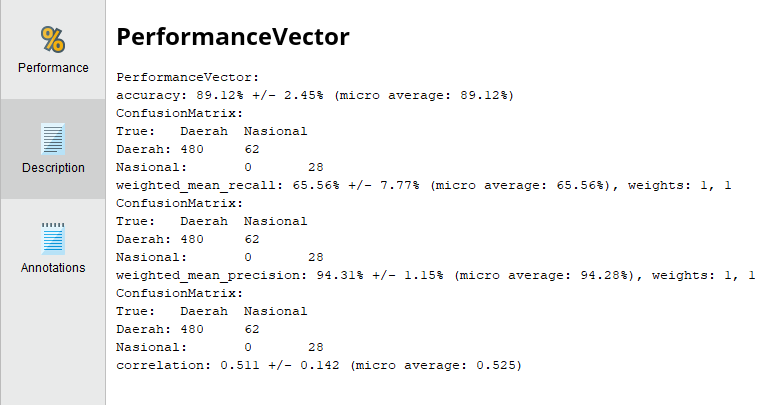 Performance
Description
Annotations
PerformanceVector
PerformanceVector:
accuracy: 89.12% +/- 2.45% (micro average: 89.12%)
ConfusionMatrix:
True: Daerah Nasional
Daerah: 480 62
Nasional: 0 28
weighted_mean_recall: 65.56% +/- 7.77% (micro average: 65.56%), weights: 1, 1
ConfusionMatrix:
True: Daerah Nasional
Daerah: 480 62
Nasional: 0 28
weighted_mean_precision: 94.31% +/- 1.15% (micro average: 94.28%), weights: 1, 1
ConfusionMatrix:
True: Daerah Nasional
Daerah: 480 62
Nasional: 0 28
correlation: 0.511 +/- 0.142 (micro average: 0.525)